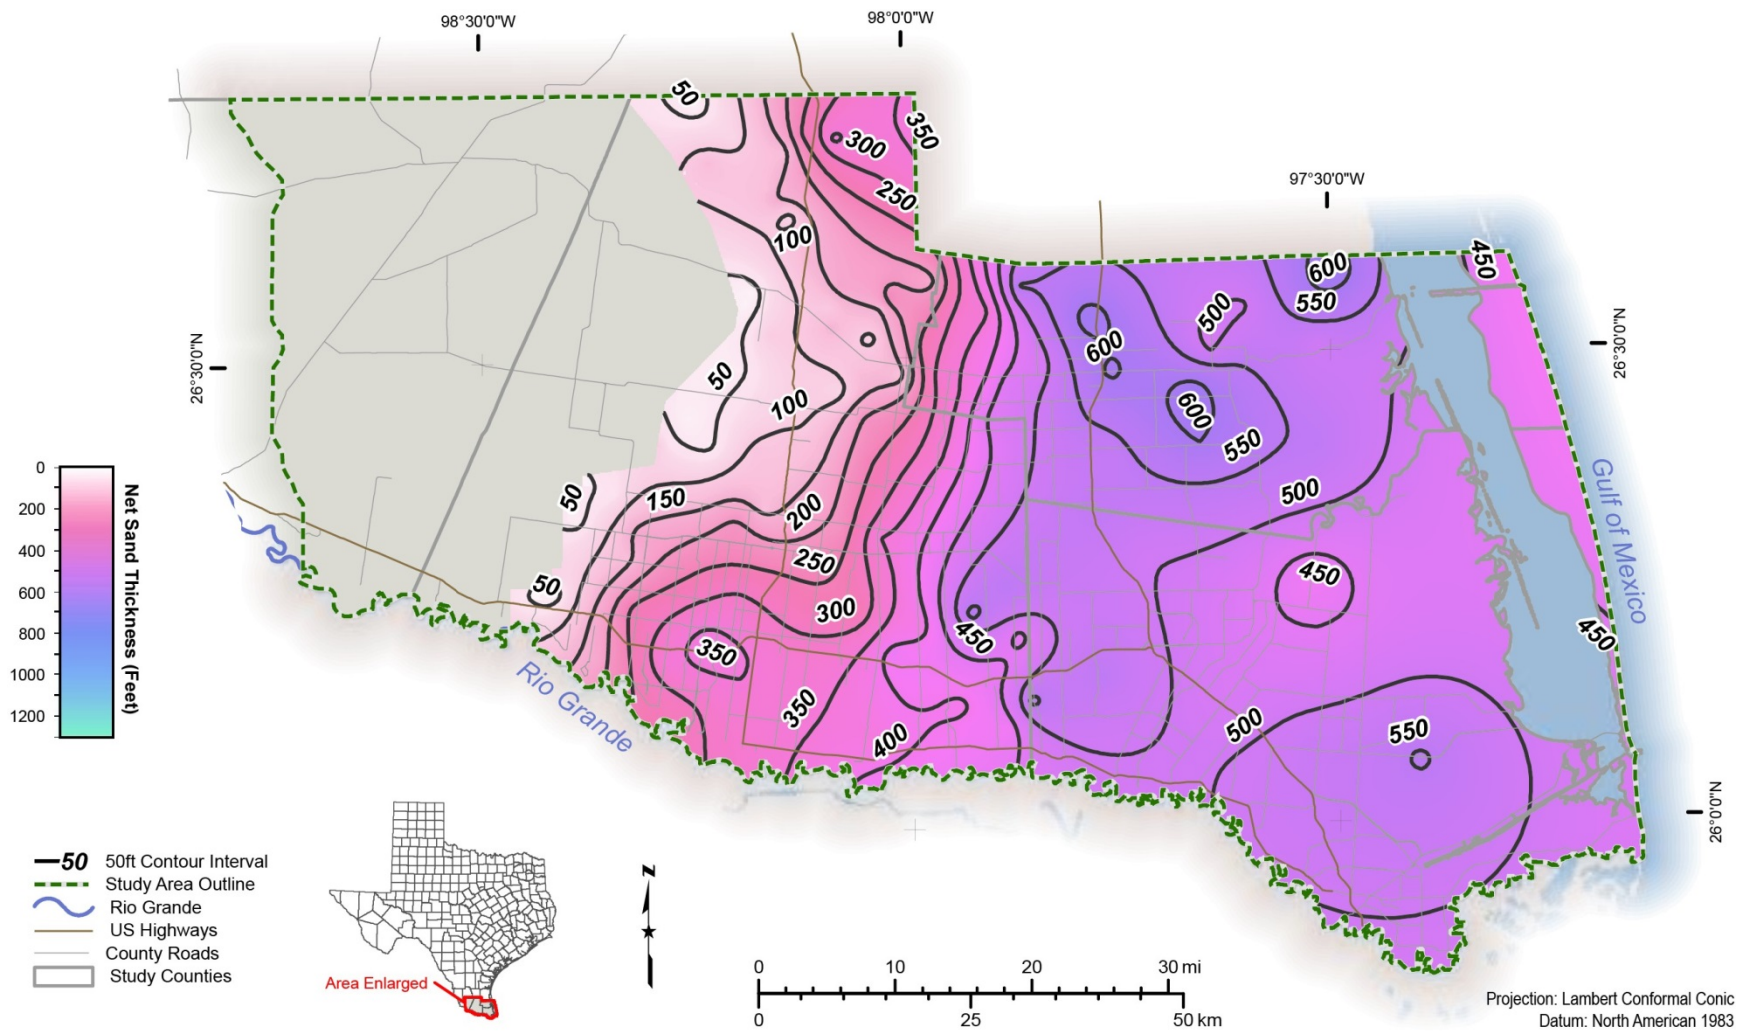 98°30'0"W
98°0'0"W
97°30'0"W
50
350
300
250
100
450
600
550
500
600
26°30'0"N
26°30'0"N
50
100
600
550
500
50
150
200
250
50
300
450
350
450
450
350
400
500
550
Gulf of Mexico
Rio Grande
26°0'0"N
0
200
400
600
800
1000
1200
Net Sand Thickness (Feet)
50 50ft Contour Interval
Study Area Outline
Rio Grande
US Highways
County Roads
Study Counties
Area Enlarged
N
0 10 20 30 mi
0 25 50 km
Projection: Lambert Conformal Conic
Datum: North American 1983